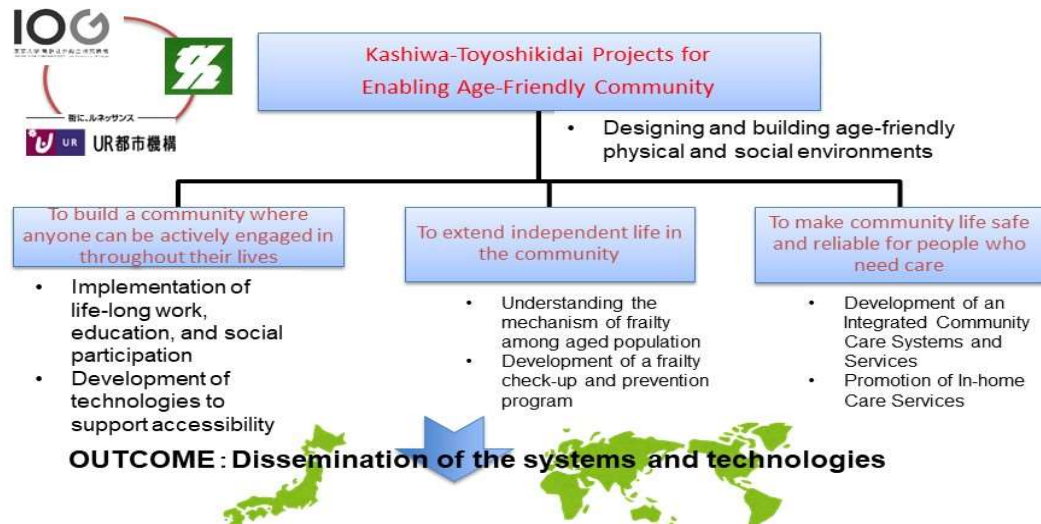 IOG
Kashiwa-Toyoshikidai Projects for
Enabling Age-Friendly Community
街に、ルネッサンス
UR UR都市機構
• Designing and building age-friendly
physical and social environments
To build a community where
anyone can be actively engaged in
throughout their lives
• Implementation of
life-long work,
education, and social
participation
• Development of
technologies to
support accessibility
To extend independent life in
the community
• Understanding the
mechanism of frailty
among aged population
• Development of a frailty
check-up and prevention
program
To make community life safe
and reliable for people who
need care
• Development of an
Integrated Community
Care Systems and
Services
• Promotion of In-home
Care Services
OUTCOME : Dissemination of the systems and technologies